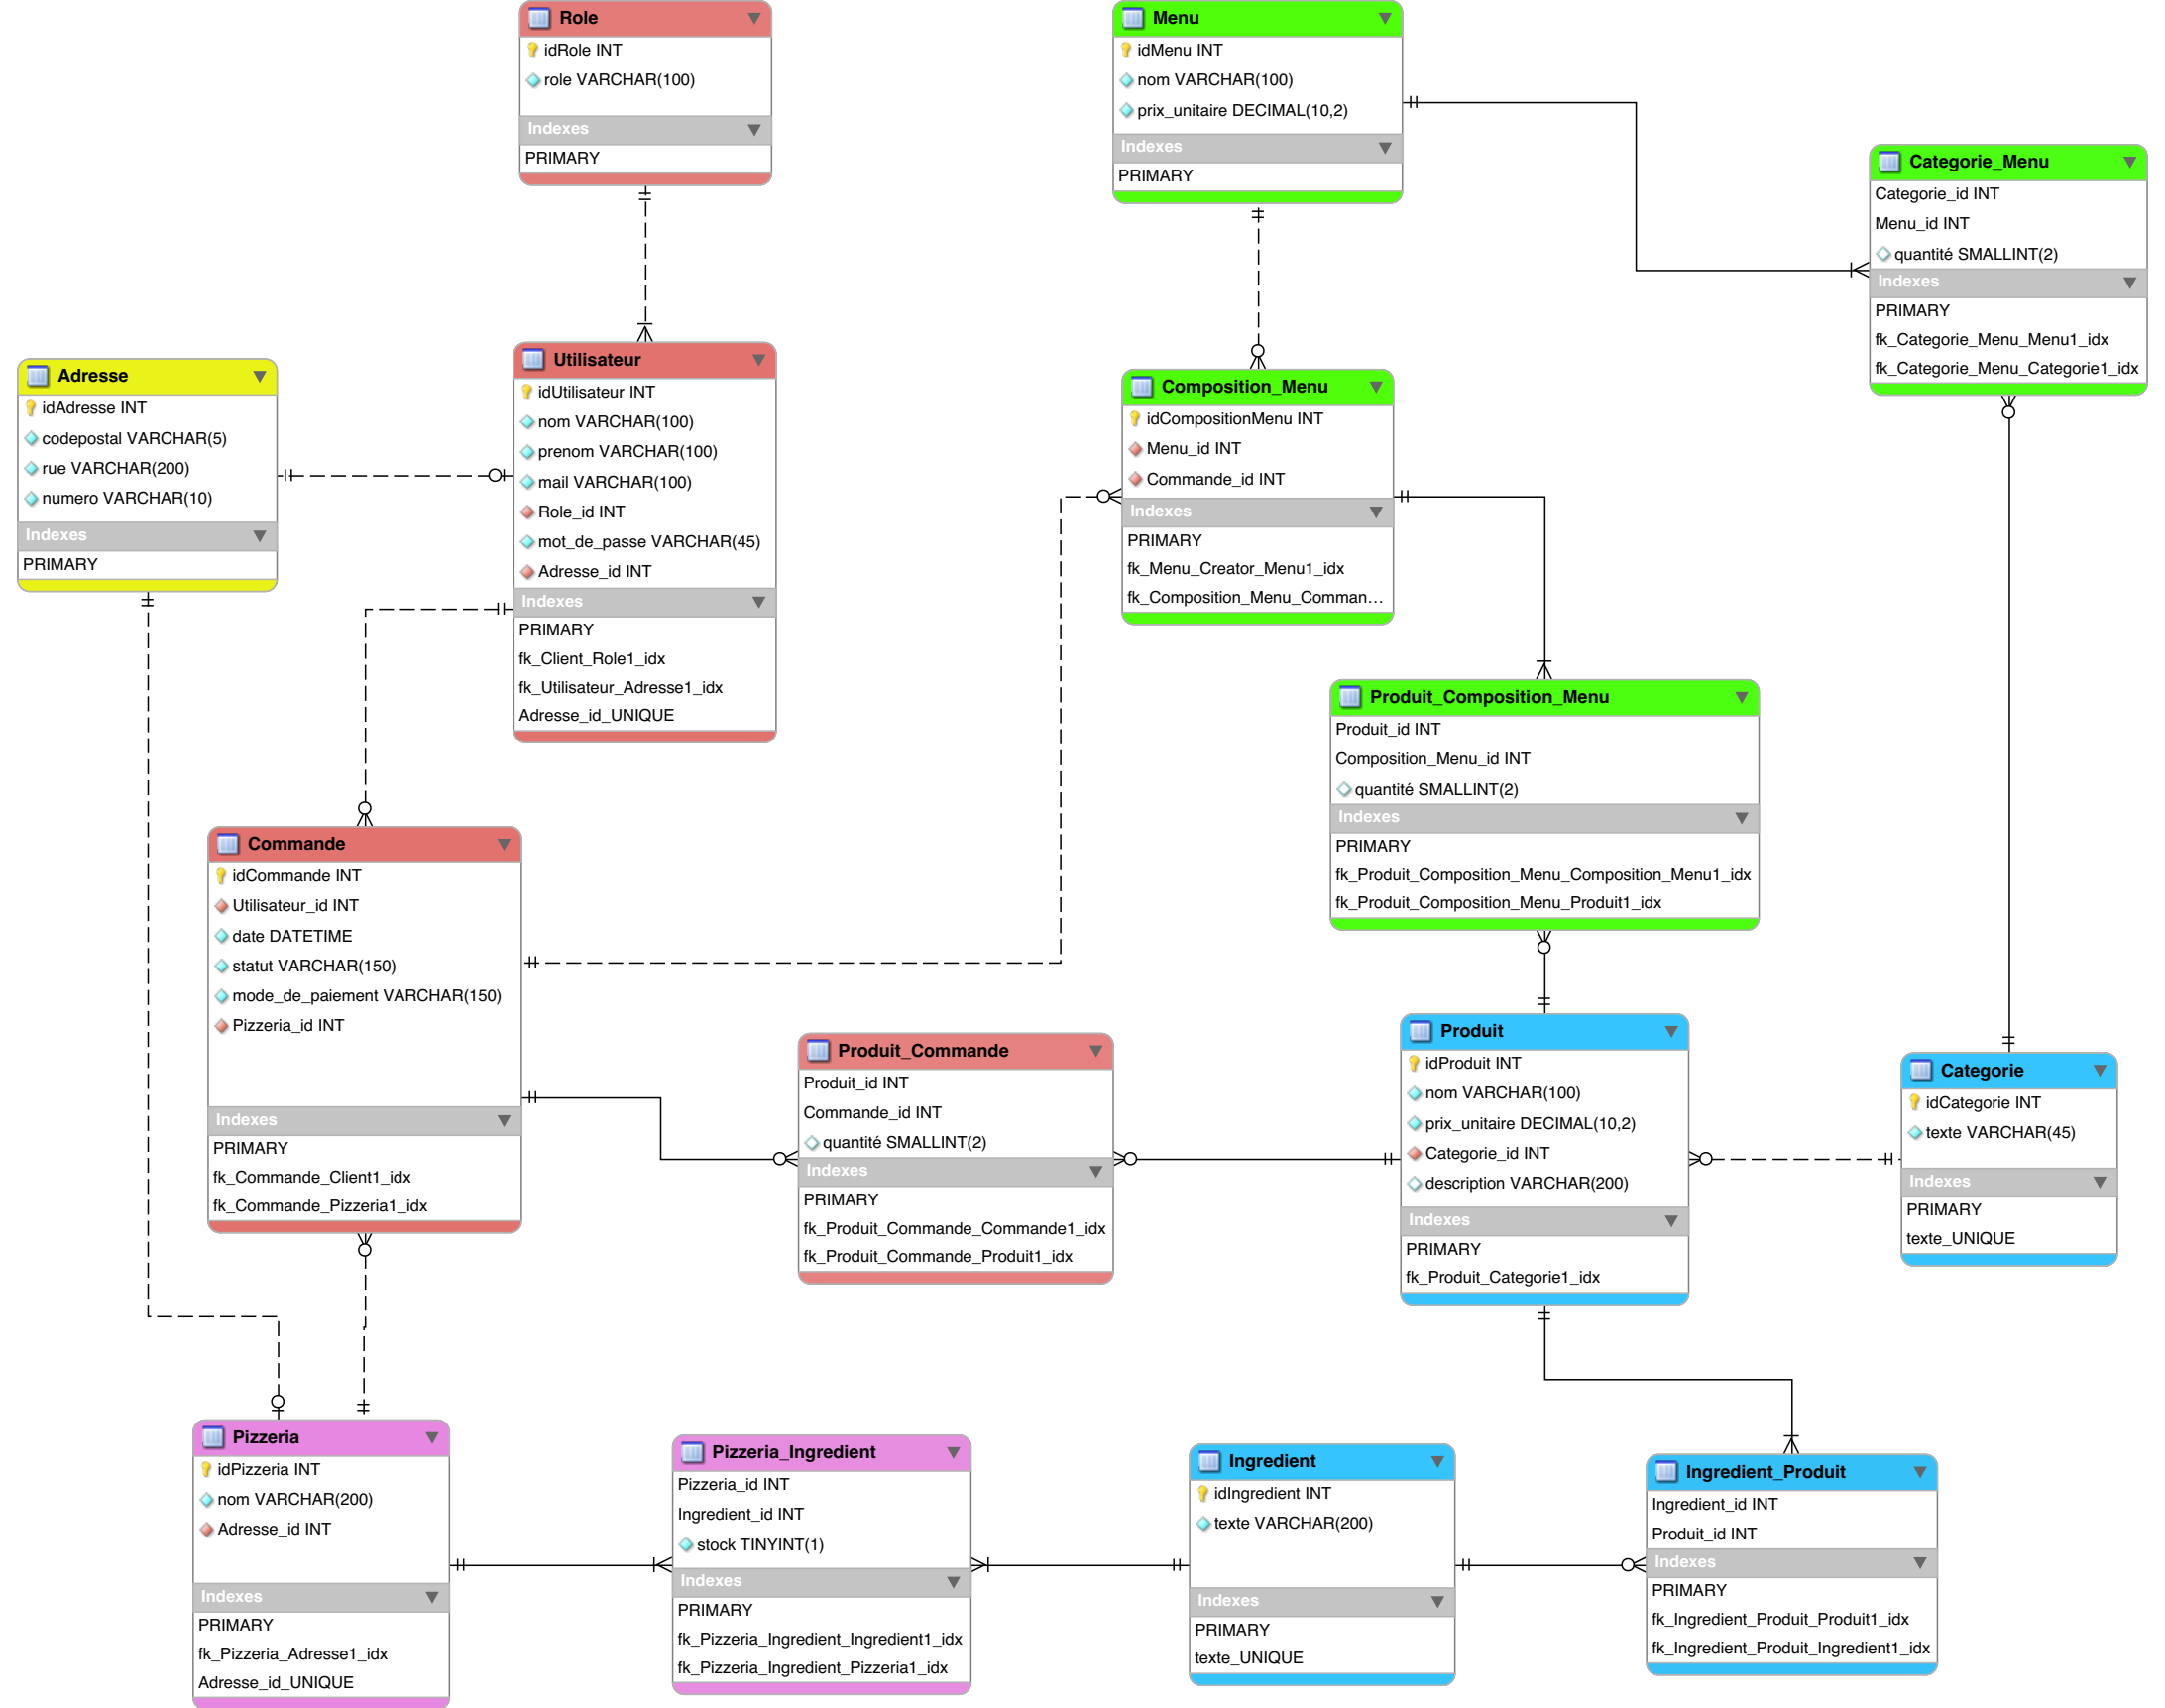 Role
idRole INT
role VARCHAR(100)
Indexes
PRIMARY
Menu
idMenu INT
nom VARCHAR(100)
prix_unitaire DECIMAL(10,2)
Indexes
PRIMARY
Categorie_Menu
Categorie_id INT
Menu_id INT
quantité SMALLINT(2)
Indexes
PRIMARY
fk_Categorie_Menu_Menu1_idx
fk_Categorie_Menu_Categorie1_idx
Adresse
idAdresse INT
codepostal VARCHAR(5)
rue VARCHAR(200)
numero VARCHAR(10)
Indexes
PRIMARY
Utilisateur
idUtilisateur INT
nom VARCHAR(100)
prenom VARCHAR(100)
mail VARCHAR(100)
Role_id INT
mot_de_passe VARCHAR(45)
Adresse_id INT
Indexes
PRIMARY
fk_Client_Role1_idx
fk_Utilisateur_Adresse1_idx
Adresse_id_UNIQUE
Composition_Menu
idCompositionMenu INT
Menu_id INT
Commande_id INT
Indexes
PRIMARY
fk_Menu_Creator_Menu1_idx
fk_Composition_Menu_Comman...
Produit_Composition_Menu
Produit_id INT
Composition_Menu_id INT
quantité SMALLINT(2)
Indexes
PRIMARY
fk_Produit_Composition_Menu_Composition_Menu1_idx
fk_Produit_Composition_Menu_Produit1_idx
Commande
idCommande INT
Utilisateur_id INT
date DATETIME
statut VARCHAR(150)
mode_de_paiement VARCHAR(150)
Pizzeria_id INT
Indexes
PRIMARY
fk_Commande_Client1_idx
fk_Commande_Pizzeria1_idx
Produit_Commande
Produit_id INT
Commande_id INT
quantité SMALLINT(2)
Indexes
PRIMARY
fk_Produit_Commande_Commande1_idx
fk_Produit_Commande_Produit1_idx
Produit
idProduit INT
nom VARCHAR(100)
prix_unitaire DECIMAL(10,2)
Categorie_id INT
description VARCHAR(200)
Indexes
PRIMARY
fk_Produit_Categorie1_idx
Categorie
idCategorie INT
texte VARCHAR(45)
Indexes
PRIMARY
texte_UNIQUE
Pizzeria
idPizzeria INT
nom VARCHAR(200)
Adresse_id INT
Indexes
PRIMARY
fk_Pizzeria_Adresse1_idx
Adresse_id_UNIQUE
Pizzeria_Ingredient
Pizzeria_id INT
Ingredient_id INT
stock TINYINT(1)
Indexes
PRIMARY
fk_Pizzeria_Ingredient_Ingredient1_idx
fk_Pizzeria_Ingredient_Pizzeria1_idx
Ingredient
idIngredient INT
texte VARCHAR(200)
Indexes
PRIMARY
texte_UNIQUE
Ingredient_Produit
Ingredient_id INT
Produit_id INT
Indexes
PRIMARY
fk_Ingredient_Produit_Produit1_idx
fk_Ingredient_Produit_Ingredient1_idx